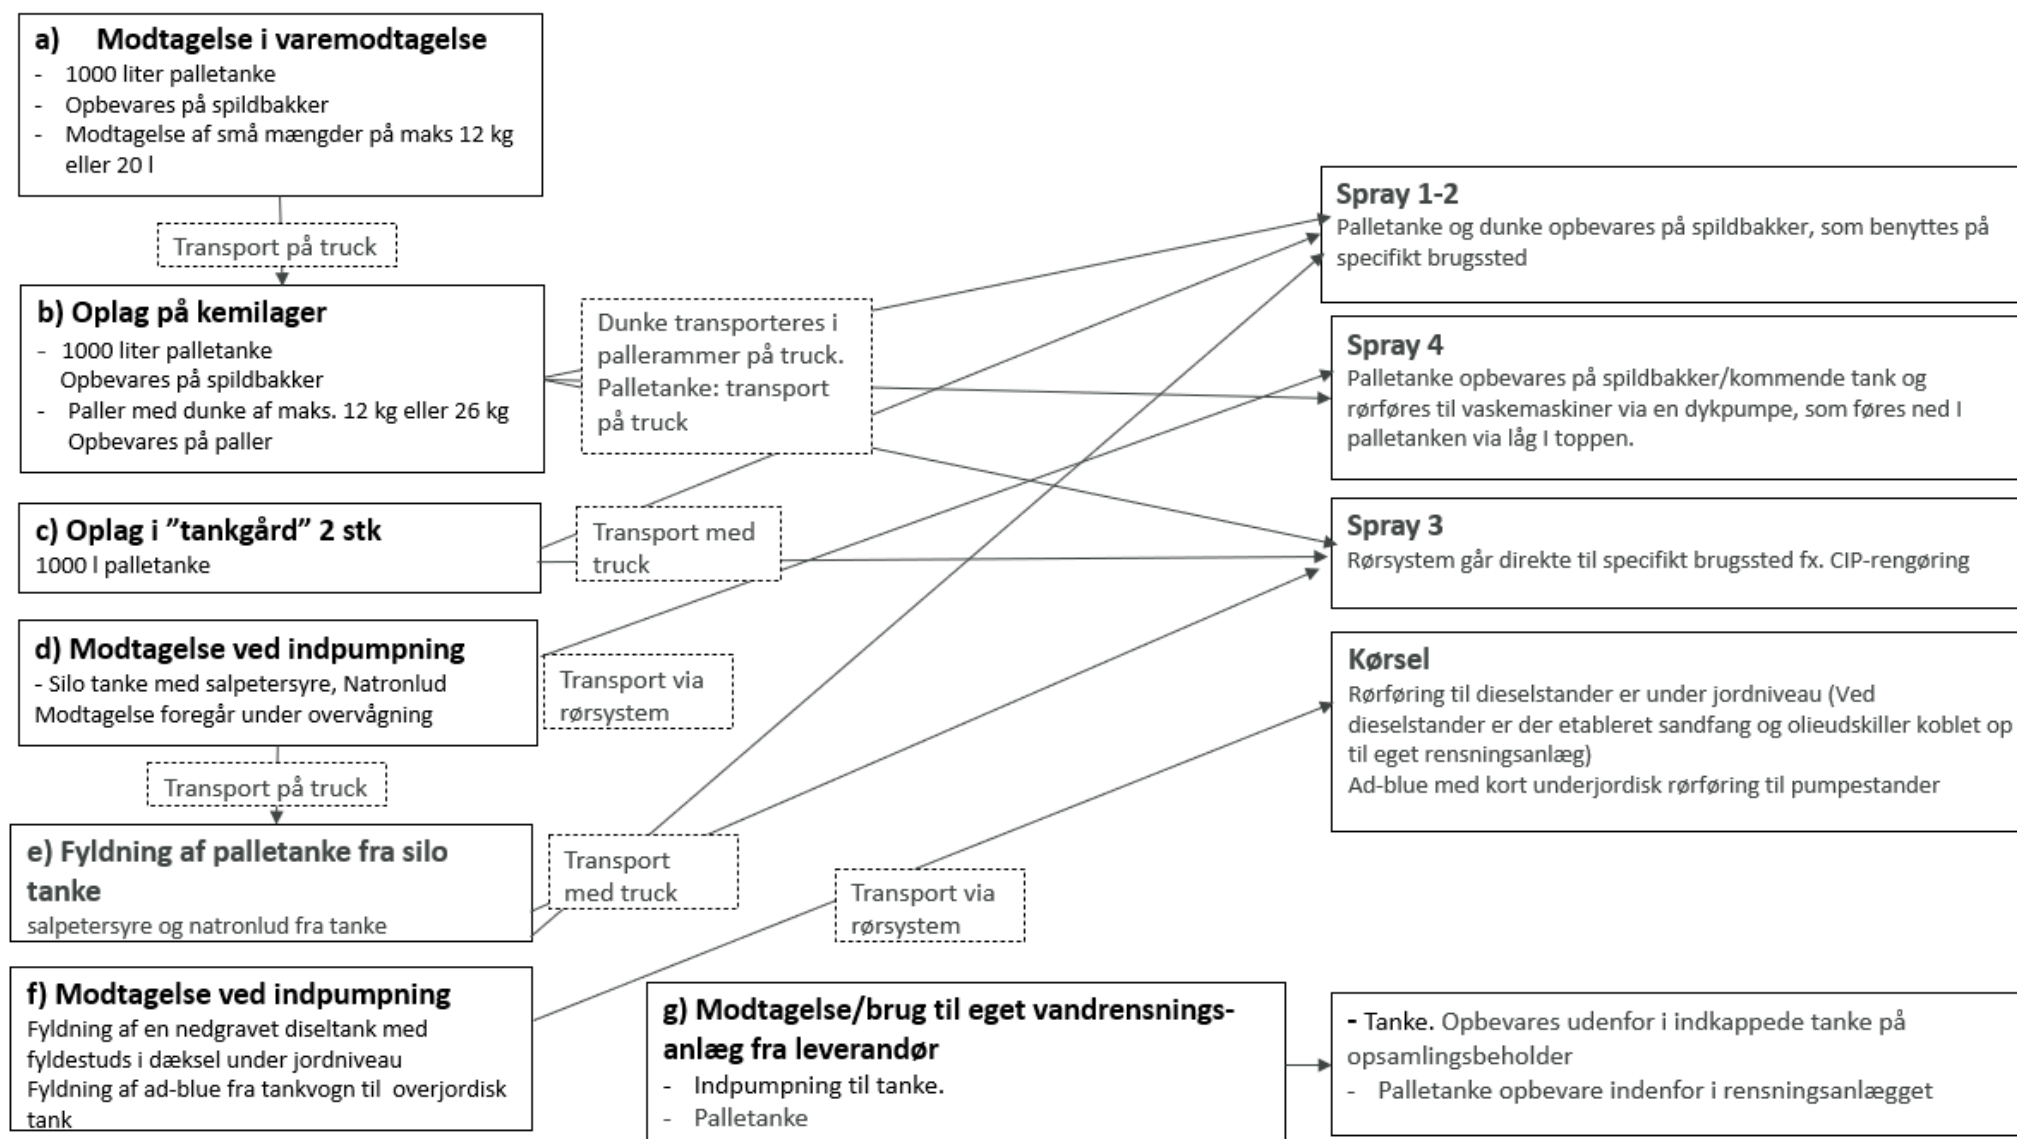 a) Modtagelse i varemodtagelse
- 1000 liter palletanke
- Opbevares på spildbakker
- Modtagelse af små mængder på maks 12 kg
eller 20 l
Transport på truck
b) Oplag på kemilager
- 1000 liter palletanke
Opbevares på spildbakker
- Paller med dunke af maks. 12 kg eller 26 kg
Opbevares på paller
Dunke transporteres i
pallerammer på truck.
Palletanke: transport
på truck
c) Oplag i ”tankgård” 2 stk
1000 l palletanke
Transport med
truck
d) Modtagelse ved indpumpning
- Silo tanke med salpetersyre, Natronlud
Modtagelse foregår under overvågning
Transport via
rørsystem
Transport på truck
e) Fyldning af palletanke fra silo
tanke
salpetersyre og natronlud fra tanke
Transport
med truck
f) Modtagelse ved indpumpning
Fyldning af en nedgravet diseltank med
fyldestuds i dæksel under jordniveau
Fyldning af ad-blue fra tankvogn til overjordisk
tank
Transport via
rørsystem
g) Modtagelse/brug til eget vandrensnings-
anlæg fra leverandør
- Indpumpning til tanke.
- Palletanke
Spray 1-2
Palletanke og dunke opbevares på spildbakker, som benyttes på
specifikt brugssted
Spray 4
Palletanke opbevares på spildbakker/kommende tank og
rørføres til vaskemaskiner via en dykpumpe, som føres ned I
palletanken via låg I toppen.
Spray 3
Rørsystem går direkte til specifikt brugssted fx. CIP-rengøring
Kørsel
Rørføring til dieselstander er under jordniveau (Ved
dieselstander er der etableret sandfang og olieudskiller koblet op
til eget rensningsanlæg)
Ad-blue med kort underjordisk rørføring til pumpestander
- Tanke. Opbevares udenfor i indkappede tanke på
opsamlingsbeholder
- Palletanke opbevare indenfor i rensningsanlægget